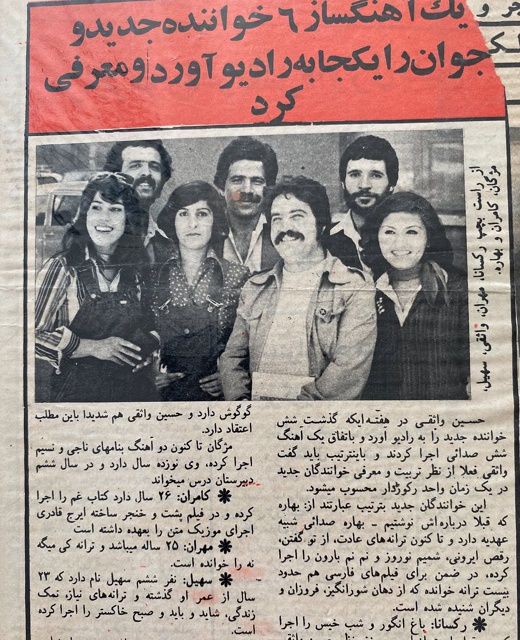 یک آهنگساز ۶ خواننده جدید و
جوان را یکجا به رادیو آورد و معرفی
کرد
جر و
از راست بچپ رکسانا، مهران، واثقی، سهیل،
مژگان، کامران و بهاره.
حسین واثقی در هفته‌ایکه گذشت شش
خواننده جدید را به رادیو آورد و باتفاق یک آهنگ
شش صدائی اجرا کردند و باینترتیب باید گفت
واثقی فعلا از نظر تربیت و معرفی خوانندگان جدید
در یک زمان واحد رکوردار محسوب میشود.
این خوانندگان جدید بترتیب عبارتند از: بهاره
که قبلا درباره‌اش نوشتیم ـ بهاره صدائی شبیه
عهدیه دارد و تا کنون ترانه‌های عادت، از تو گفتن،
رقص ایرونی، شمیم نوروز و نم نم بارون را اجرا
کرده، در ضمن برای فیلم‌های فارسی هم حدود
بیست ترانه خوانده که از دهان شورانگیز، فروزان و
دیگران شنیده شده است.
رکسانا: باغ انگور و شب خیس را اجرا
گوگوش دارد و حسین واثقی هم شدیدا باین مطلب
اعتقاد دارد.
مژگان تا کنون دو آهنگ بنامهای ناجی و نسیم
اجرا کرده، وی نوزده سال دارد و در سال ششم
دبیرستان درس میخواند
کامران: ۲۶ سال دارد کتاب غم را اجرا
کرده و در فیلم پشت و خنجر ساخته ایرج قادری
اجرای موزیک متن را بعهده داشته است
مهران: ۲۵ ساله میباشد و ترانه کی میگه
نه را خوانده است.
سهیل: نفر ششم سهیل نام دارد که ۲۳
سال از عمر او گذشته و ترانه‌های نیاز، نمک
زندگی، شاید و باید و صبح خاکستر را اجرا کرده
است.